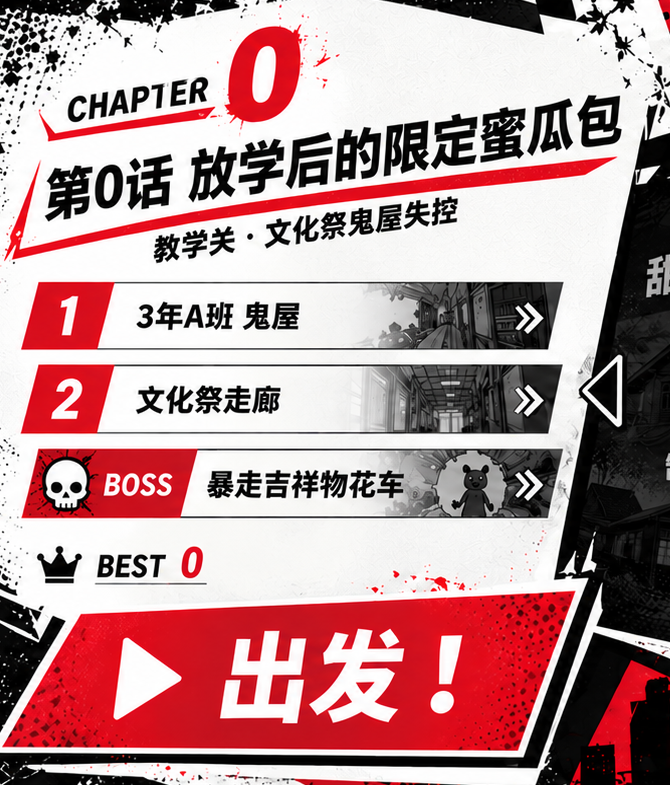 CHAPTER 0
第0话 放学后的限定蜜瓜包
教学关·文化祭鬼屋失控
1 3年A班 鬼屋
2 文化祭走廊
BOSS 暴走吉祥物花车
BEST 0
出发！
甜